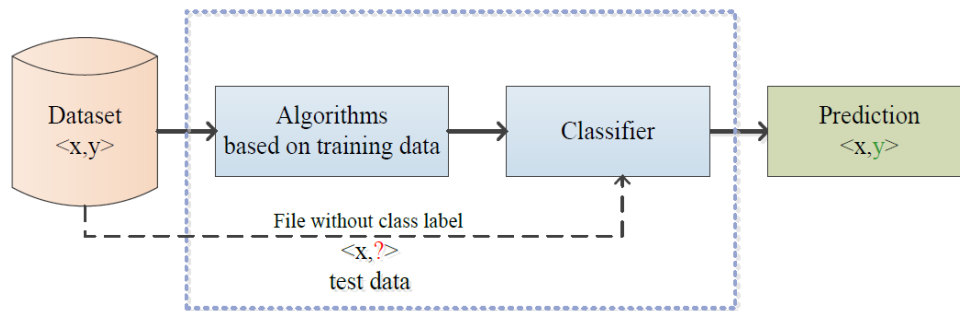 Dataset
<x,y>
Algorithms
based on training data
Classifier
Prediction
<x,y>
File without class label
<x,?>
test data